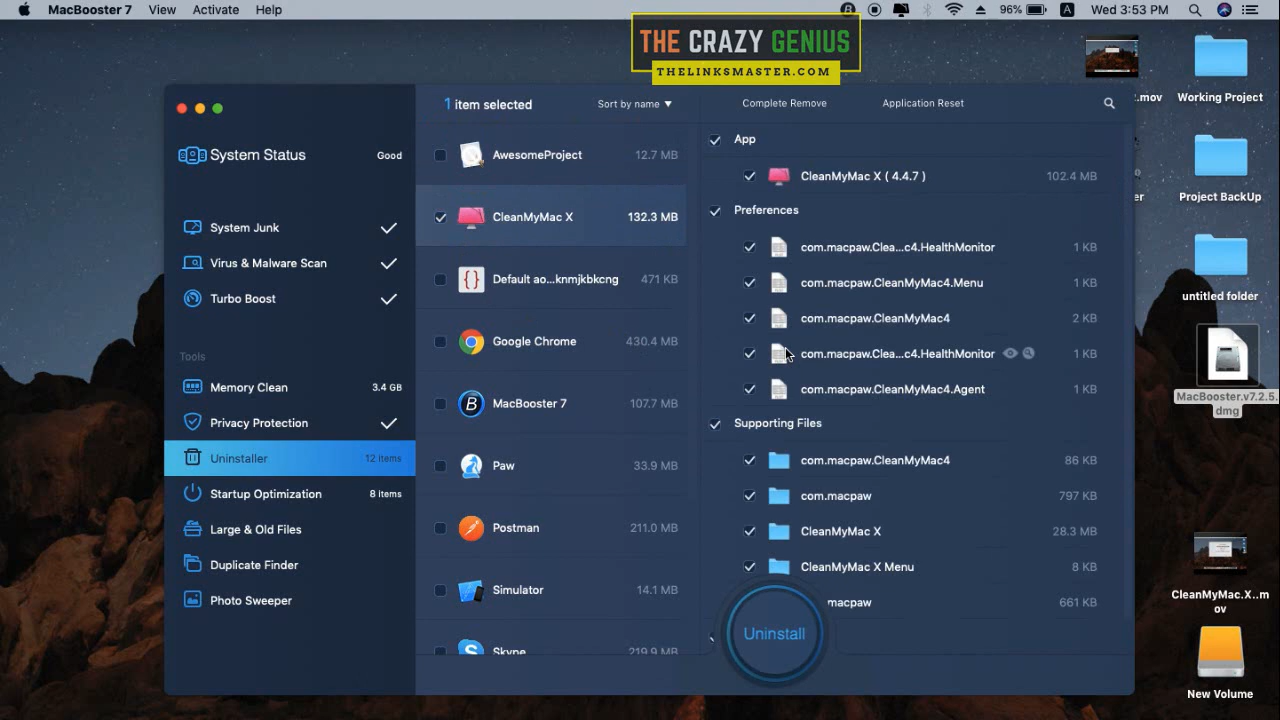 MacBooster 7 View Activate Help
96% A Wed 3:53 PM
THE CRAZY GENIUS
THELINKSMASTER.COM
2.mov
Working Project
Project BackUp
er
untitled folder
MacBooster.v7.2.5.
dmg
CleanMyMac.X..m
ov
New Volume
System Status Good
System Junk
Virus & Malware Scan
Turbo Boost
Tools
Memory Clean 3.4 GB
Privacy Protection
Uninstaller 12 items
Startup Optimization 8 items
Large & Old Files
Duplicate Finder
Photo Sweeper
1 item selected Sort by name
AwesomeProject 12.7 MB
CleanMyMac X 132.3 MB
Default ao...knmjkbkcng 471 KB
Google Chrome 430.4 MB
MacBooster 7 107.7 MB
Paw 33.9 MB
Postman 211.0 MB
Simulator 14.1 MB
Skype 219.9 MB
Complete Remove Application Reset
App
CleanMyMac X ( 4.4.7 ) 102.4 MB
Preferences
com.macpaw.Clea...c4.HealthMonitor 1 KB
com.macpaw.CleanMyMac4.Menu 1 KB
com.macpaw.CleanMyMac4 2 KB
com.macpaw.Clea...c4.HealthMonitor 1 KB
com.macpaw.CleanMyMac4.Agent 1 KB
Supporting Files
com.macpaw.CleanMyMac4 86 KB
com.macpaw 797 KB
CleanMyMac X 28.3 MB
CleanMyMac X Menu 8 KB
macpaw 661 KB
Uninstall